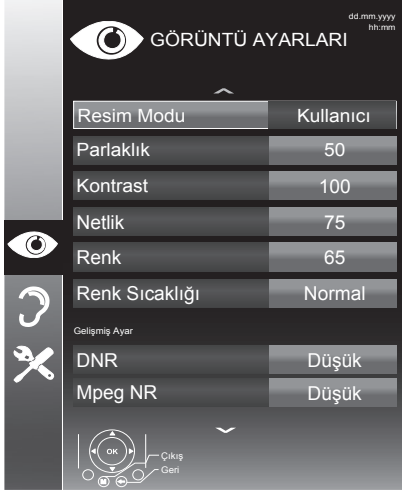 dd.mm.yyyy
hh:mm
GÖRÜNTÜ AYARLARI
Resim Modu Kullanıcı
Parlaklık 50
Kontrast 100
Netlik 75
Renk 65
Renk Sıcaklığı Normal
Gelişmiş Ayar
DNR Düşük
Mpeg NR Düşük
OK
Çıkış
M
Geri